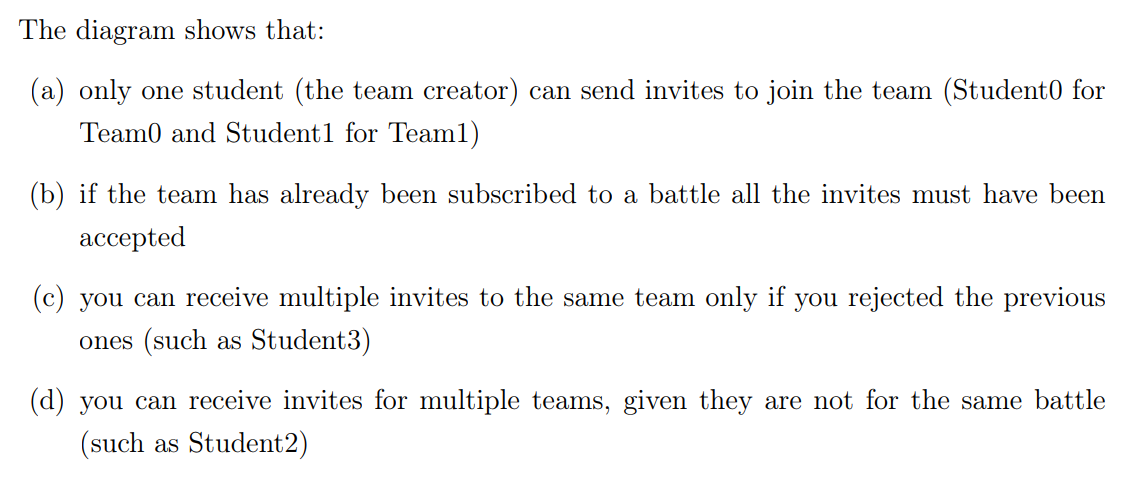 The diagram shows that:
(a) only one student (the team creator) can send invites to join the team (Student0 for
Team0 and Student1 for Team1)
(b) if the team has already been subscribed to a battle all the invites must have been
accepted
(c) you can receive multiple invites to the same team only if you rejected the previous
ones (such as Student3)
(d) you can receive invites for multiple teams, given they are not for the same battle
(such as Student2)